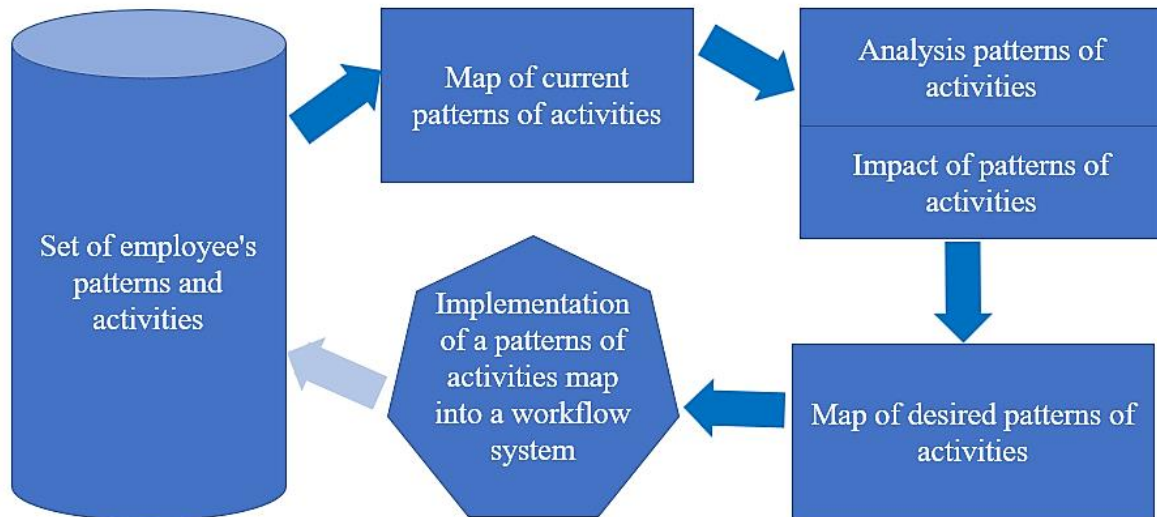 Set of employee's
patterns and
activities
Map of current
patterns of activities
Analysis patterns of
activities
Impact of patterns of
activities
Map of desired patterns of
activities
Implementation
of a patterns of
activities map
into a workflow
system